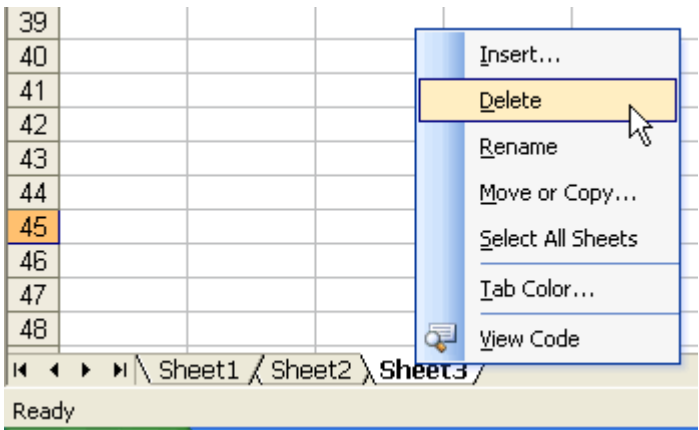 39
40
41
42
43
44
45
46
47
48
Insert...
Delete
Rename
Move or Copy...
Select All Sheets
Tab Color...
View Code
Sheet1 Sheet2 Sheet3
Ready